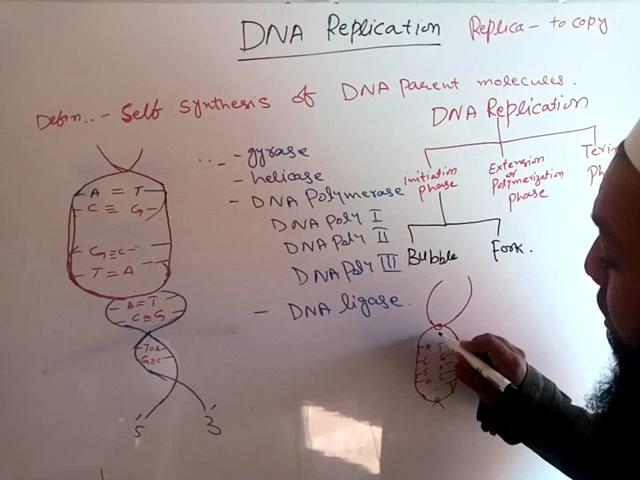 DNA Replication
Replica - to copy
Defin..- Self synthesis of DNA parent molecules.
DNA Replication
Initiation phase
Extension or Polymerization phase
Bubble
Fork.
- gyrase
- helicase
- DNA Polymerase
DNA Poly I
DNA Poly II
DNA Poly III
- DNA ligase.
A = T
C ≡ G
G ≡ C
T = A
A = T
C ≡ G
T = A
G ≡ C
5'
3'